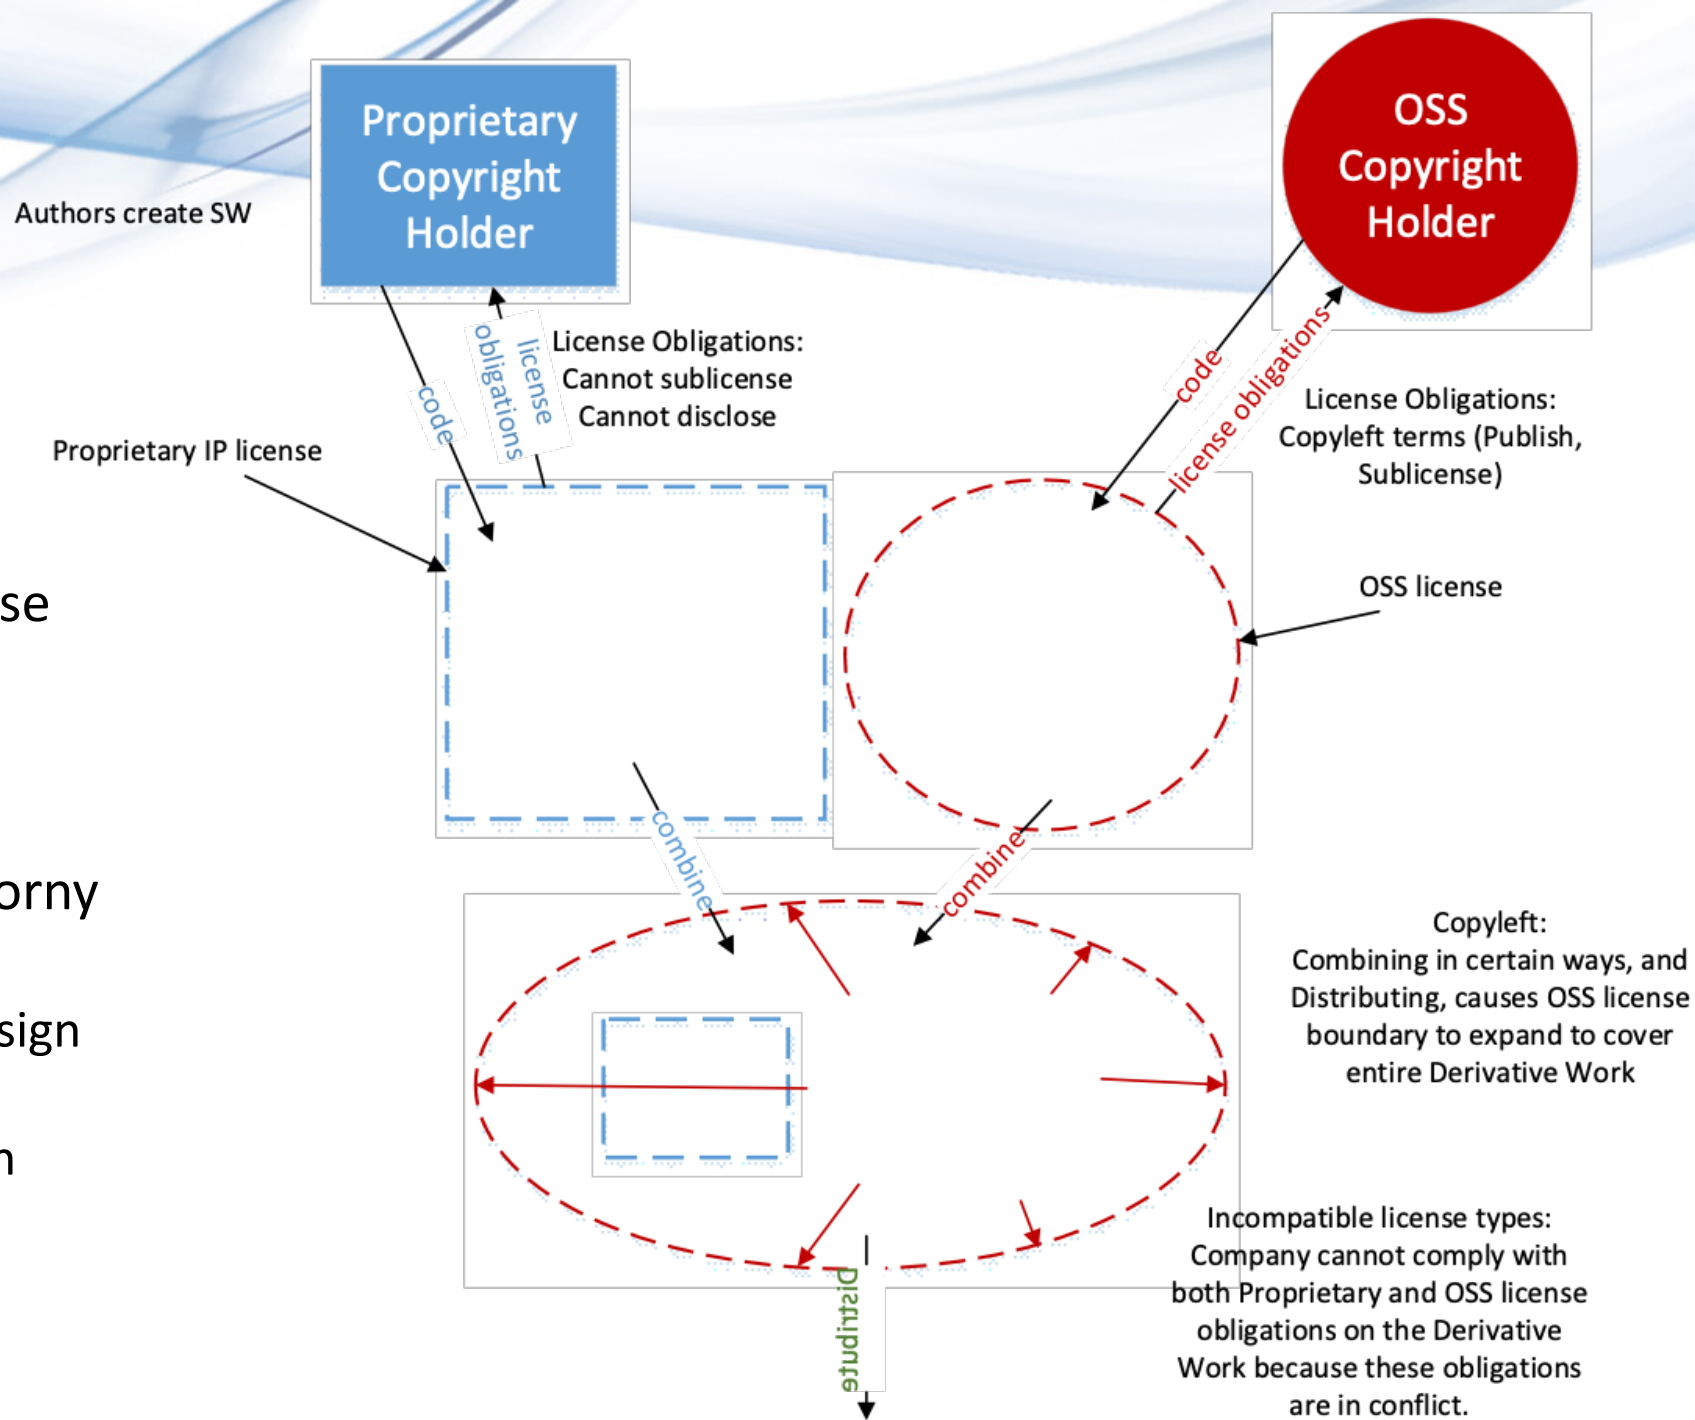 Proprietary
Copyright
Holder
OSS
Copyright
Holder
Authors create SW
code
license
obligations
License Obligations:
Cannot sublicense
Cannot disclose
code
license obligations
License Obligations:
Copyleft terms (Publish,
Sublicense)
Proprietary IP license
OSS license
se
orny
sign
n
combine
combine
Copyleft:
Combining in certain ways, and
Distributing, causes OSS license
boundary to expand to cover
entire Derivative Work
Incompatible license types:
Company cannot comply with
both Proprietary and OSS license
obligations on the Derivative
Work because these obligations
are in conflict.
Distribute